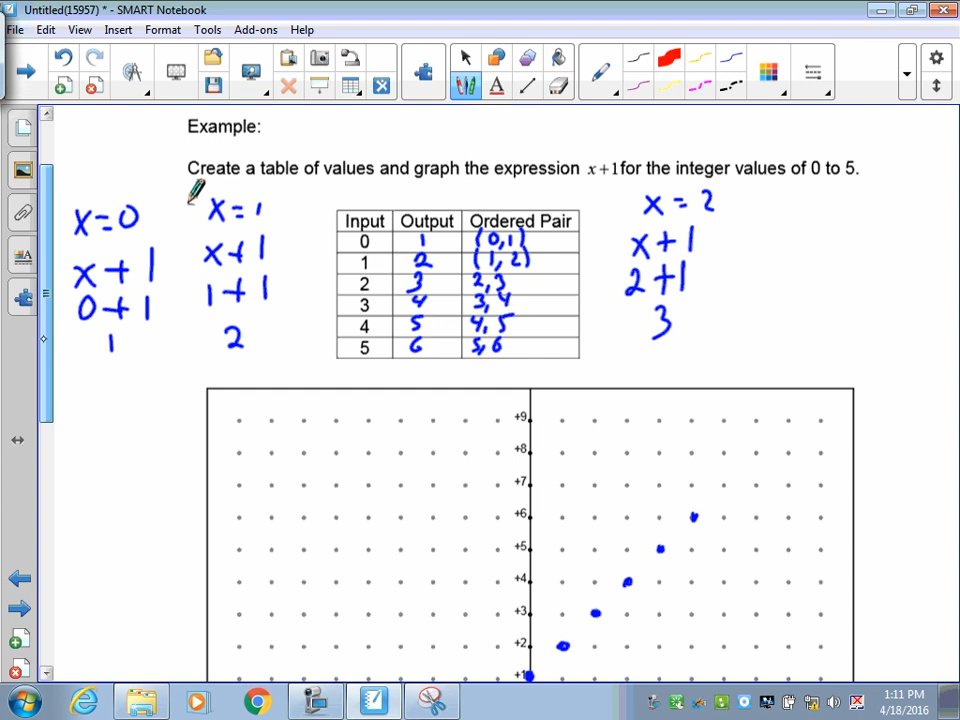 Untitled(15957) * - SMART Notebook
File Edit View Insert Format Tools Add-ons Help
Example:
Create a table of values and graph the expression x+1 for the integer values of 0 to 5.
x=0
x+1
0+1
1
x=1
x+1
1+1
2
Input Output Ordered Pair
0 1 (0,1)
1 2 (1,2)
2 3 2,3
3 4 3,4
4 5 4,5
5 6 5,6
x=2
x+1
2+1
3
+9
+8
+7
+6
+5
+4
+3
+2
+1
1:11 PM
4/18/2016